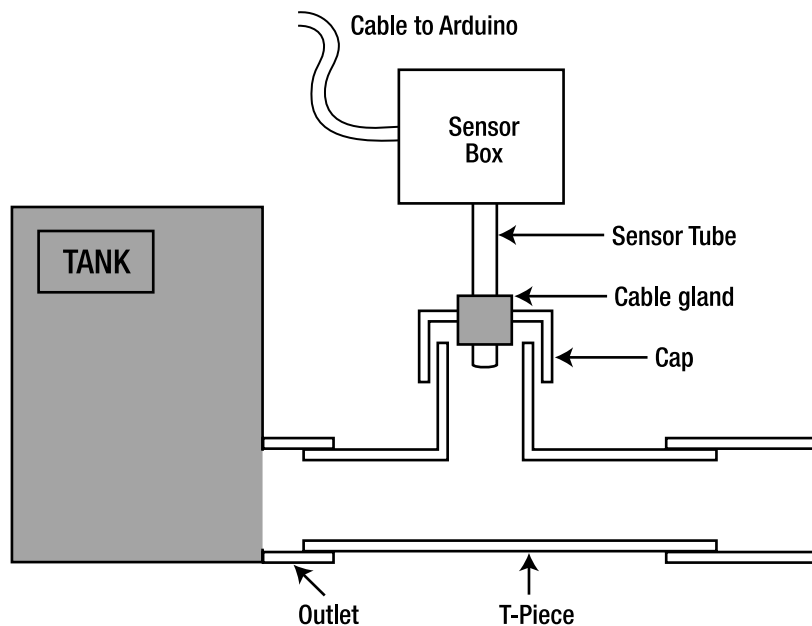 Cable to Arduino
Sensor
Box
TANK
Sensor Tube
Cable gland
Cap
Outlet
T-Piece